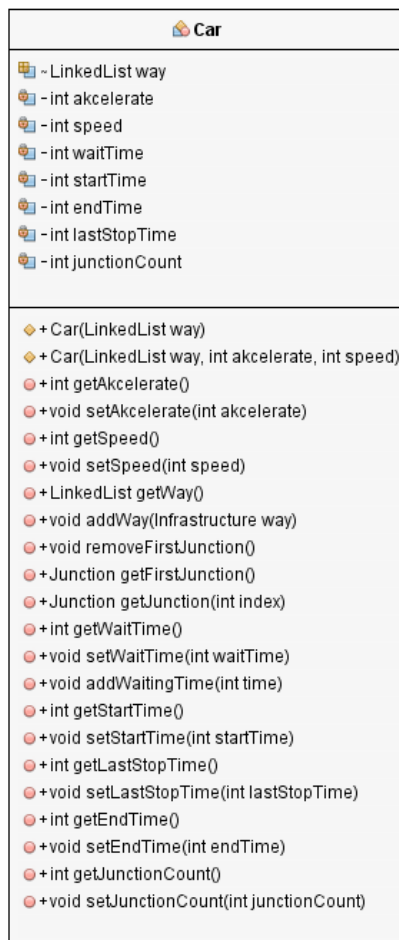 Car
~ LinkedList way
- int akcelerate
- int speed
- int waitTime
- int startTime
- int endTime
- int lastStopTime
- int junctionCount
+ Car(LinkedList way)
+ Car(LinkedList way, int akcelerate, int speed)
+ int getAkcelerate()
+ void setAkcelerate(int akcelerate)
+ int getSpeed()
+ void setSpeed(int speed)
+ LinkedList getWay()
+ void addWay(Infrastructure way)
+ void removeFirstJunction()
+ Junction getFirstJunction()
+ Junction getJunction(int index)
+ int getWaitTime()
+ void setWaitTime(int waitTime)
+ void addWaitingTime(int time)
+ int getStartTime()
+ void setStartTime(int startTime)
+ int getLastStopTime()
+ void setLastStopTime(int lastStopTime)
+ int getEndTime()
+ void setEndTime(int endTime)
+ int getJunctionCount()
+ void setJunctionCount(int junctionCount)